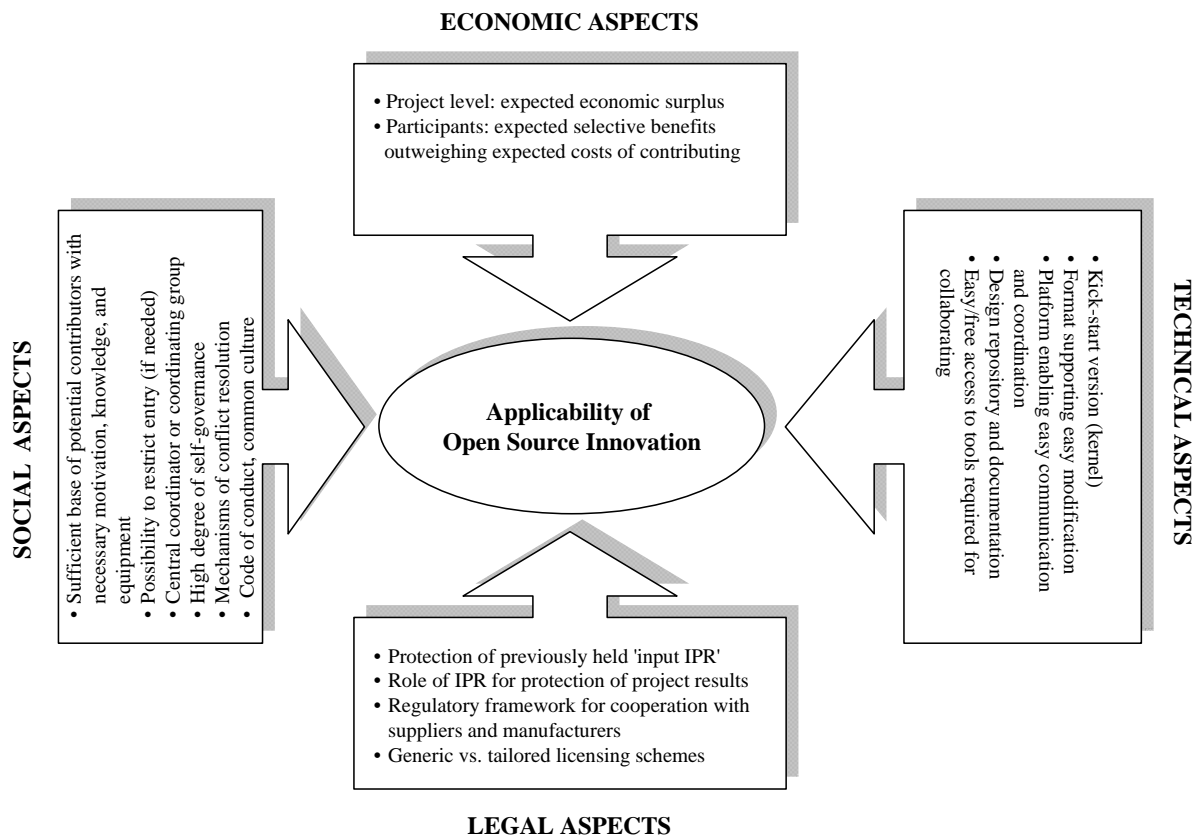 ECONOMIC ASPECTS
• Project level: expected economic surplus
• Participants: expected selective benefits
outweighing expected costs of contributing
SOCIAL ASPECTS
• Sufficient base of potential contributors with
necessary motivation, knowledge, and
equipment
• Possibility to restrict entry (if needed)
• Central coordinator or coordinating group
• High degree of self-governance
• Mechanisms of conflict resolution
• Code of conduct, common culture
Applicability of
Open Source Innovation
TECHNICAL ASPECTS
• Kick-start version (kernel)
• Format supporting easy modification
• Platform enabling easy communication
and coordination
• Design repository and documentation
• Easy/free access to tools required for
collaborating
• Protection of previously held 'input IPR'
• Role of IPR for protection of project results
• Regulatory framework for cooperation with
suppliers and manufacturers
• Generic vs. tailored licensing schemes
LEGAL ASPECTS